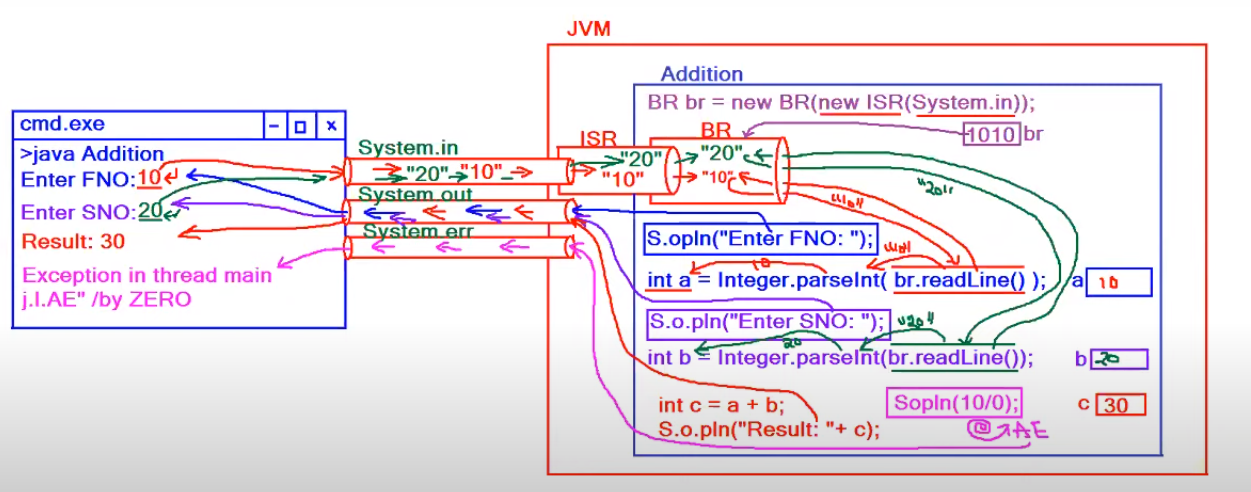 JVM
Addition
BR br = new BR(new ISR(System.in));
1010 br
cmd.exe
- x
>java Addition
Enter FNO:10
Enter SNO:20
Result: 30
Exception in thread main
j.l.AE" /by ZERO
System.in
"20" "10"
System.out
System.err
ISR
"20"
"10"
BR
"20"
"10"
"20"
"10"
S.opln("Enter FNO: ");
"10"
10
int a = Integer.parseInt( br.readLine() );
a 10
S.o.pln("Enter SNO: ");
"20"
20
int b = Integer.parseInt(br.readLine());
b 20
int c = a + b;
Sopln(10/0);
c 30
S.o.pln("Result: "+ c);
@ AE